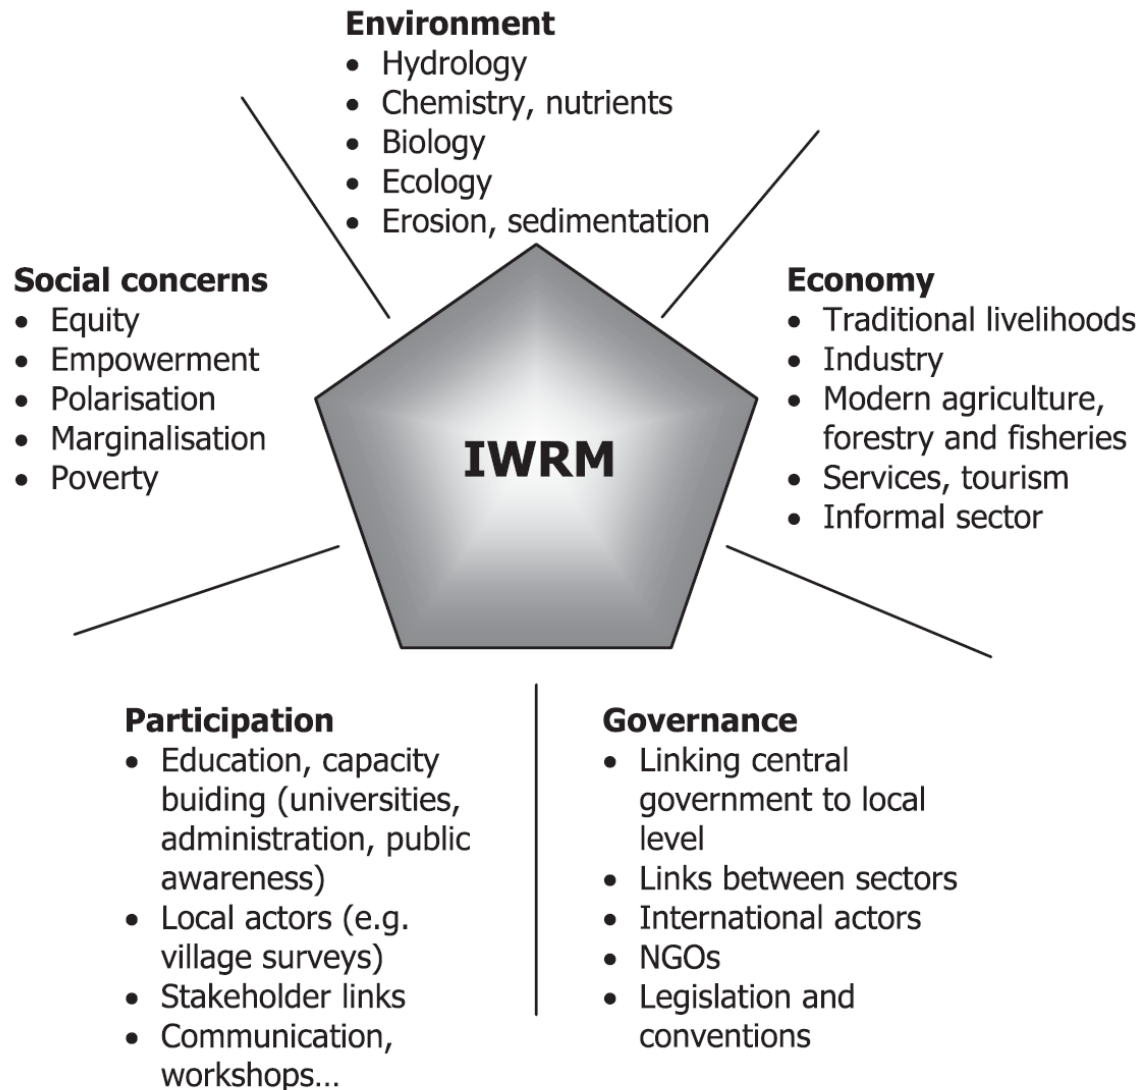 Environment
• Hydrology
• Chemistry, nutrients
• Biology
• Ecology
• Erosion, sedimentation
Social concerns
• Equity
• Empowerment
• Polarisation
• Marginalisation
• Poverty
Economy
• Traditional livelihoods
• Industry
• Modern agriculture,
forestry and fisheries
• Services, tourism
• Informal sector
IWRM
Participation
• Education, capacity
buiding (universities,
administration, public
awareness)
• Local actors (e.g.
village surveys)
• Stakeholder links
• Communication,
workshops...
Governance
• Linking central
government to local
level
• Links between sectors
• International actors
• NGOs
• Legislation and
conventions